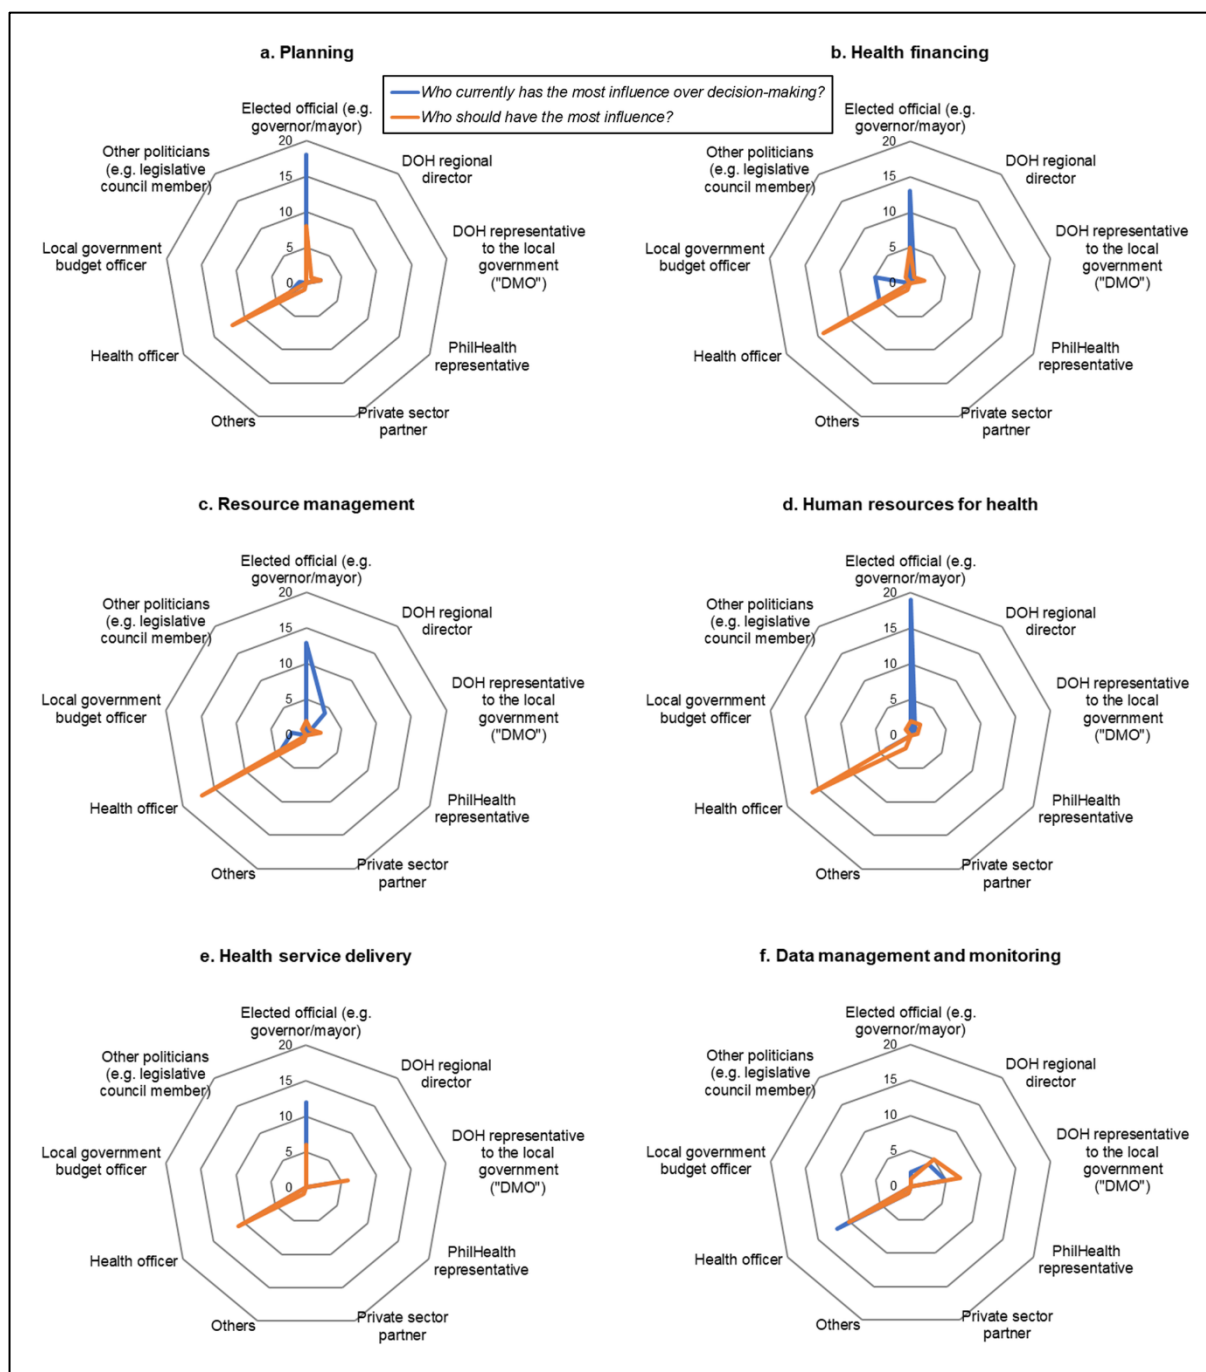 a. Planning
b. Health financing
Who currently has the most influence over decision-making?
Who should have the most influence?
Elected official (e.g.
governor/mayor)
DOH regional
director
DOH representative
to the local
government
("DMO")
PhilHealth
representative
Private sector
partner
Others
Health officer
Local government
budget officer
Other politicians
(e.g. legislative
council member)
20
15
10
5
0
Elected official (e.g.
governor/mayor)
DOH regional
director
DOH representative
to the local
government
("DMO")
PhilHealth
representative
Private sector
partner
Others
Health officer
Local government
budget officer
Other politicians
(e.g. legislative
council member)
20
15
10
5
0
c. Resource management
Elected official (e.g.
governor/mayor)
DOH regional
director
DOH representative
to the local
government
("DMO")
PhilHealth
representative
Private sector
partner
Others
Health officer
Local government
budget officer
Other politicians
(e.g. legislative
council member)
20
15
10
5
0
d. Human resources for health
Elected official (e.g.
governor/mayor)
DOH regional
director
DOH representative
to the local
government
("DMO")
PhilHealth
representative
Private sector
partner
Others
Health officer
Local government
budget officer
Other politicians
(e.g. legislative
council member)
20
15
10
5
0
e. Health service delivery
Elected official (e.g.
governor/mayor)
DOH regional
director
DOH representative
to the local
government
("DMO")
PhilHealth
representative
Private sector
partner
Others
Health officer
Local government
budget officer
Other politicians
(e.g. legislative
council member)
20
15
10
5
0
f. Data management and monitoring
Elected official (e.g.
governor/mayor)
DOH regional
director
DOH representative
to the local
government
("DMO")
PhilHealth
representative
Private sector
partner
Others
Health officer
Local government
budget officer
Other politicians
(e.g. legislative
council member)
20
15
10
5
0